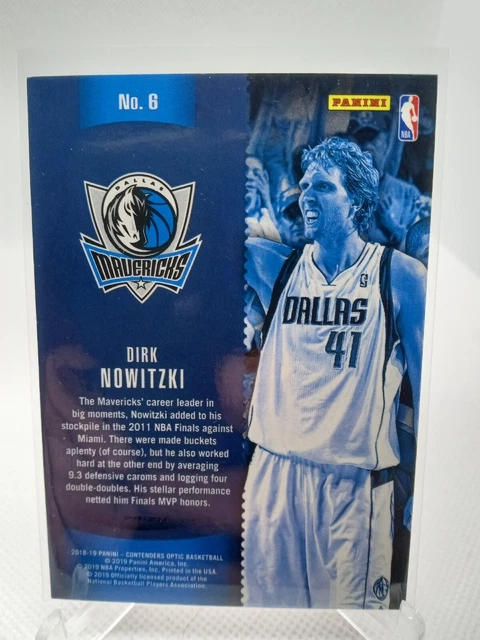 No. 6
PANINI
NBA
DALLAS
MAVERICKS
DALLAS
41
DIRK
NOWITZKI
The Mavericks' career leader in
big moments, Nowitzki added to his
stockpile in the 2011 NBA Finals against
Miami. There were made buckets
aplenty (of course), but he also worked
hard at the other end by averaging
9.3 defensive caroms and logging four
double-doubles. His stellar performance
netted him Finals MVP honors.
2018-19 PANINI - CONTENDERS OPTIC BASKETBALL
© 2019 Panini America, Inc.
© 2019 NBA Properties, Inc. Printed in the USA.
© 2019 Officially licensed product of the
National Basketball Players Association.